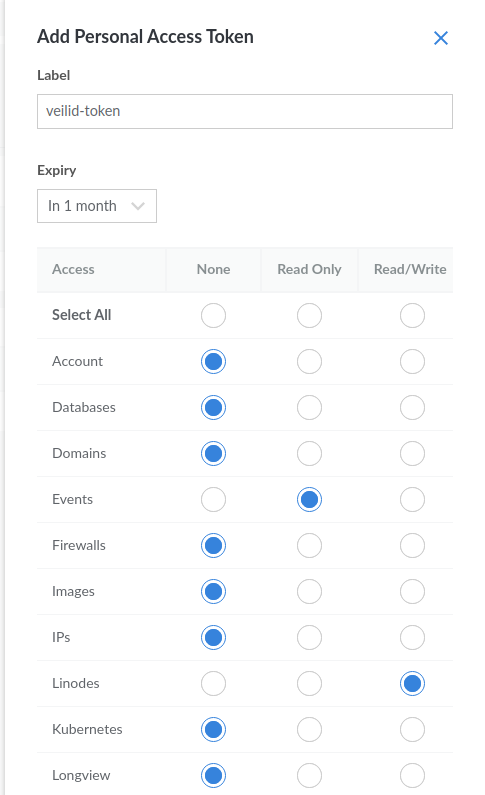 Add Personal Access Token
Label
veilid-token
Expiry
In 1 month
Access None Read Only Read/Write
Select All
Account
Databases
Domains
Events
Firewalls
Images
IPs
Linodes
Kubernetes
Longview